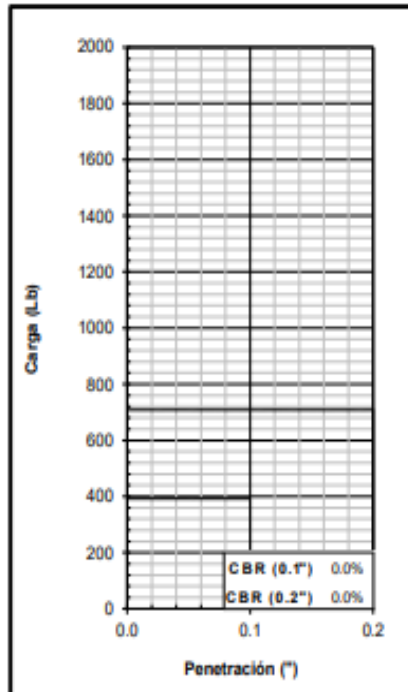 2000
1800
1600
1400
1200
1000
800
600
400
200
0
Carga (Lb)
CBR (0.1") 0.0%
CBR (0.2") 0.0%
0.0 0.1 0.2
Penetración (")